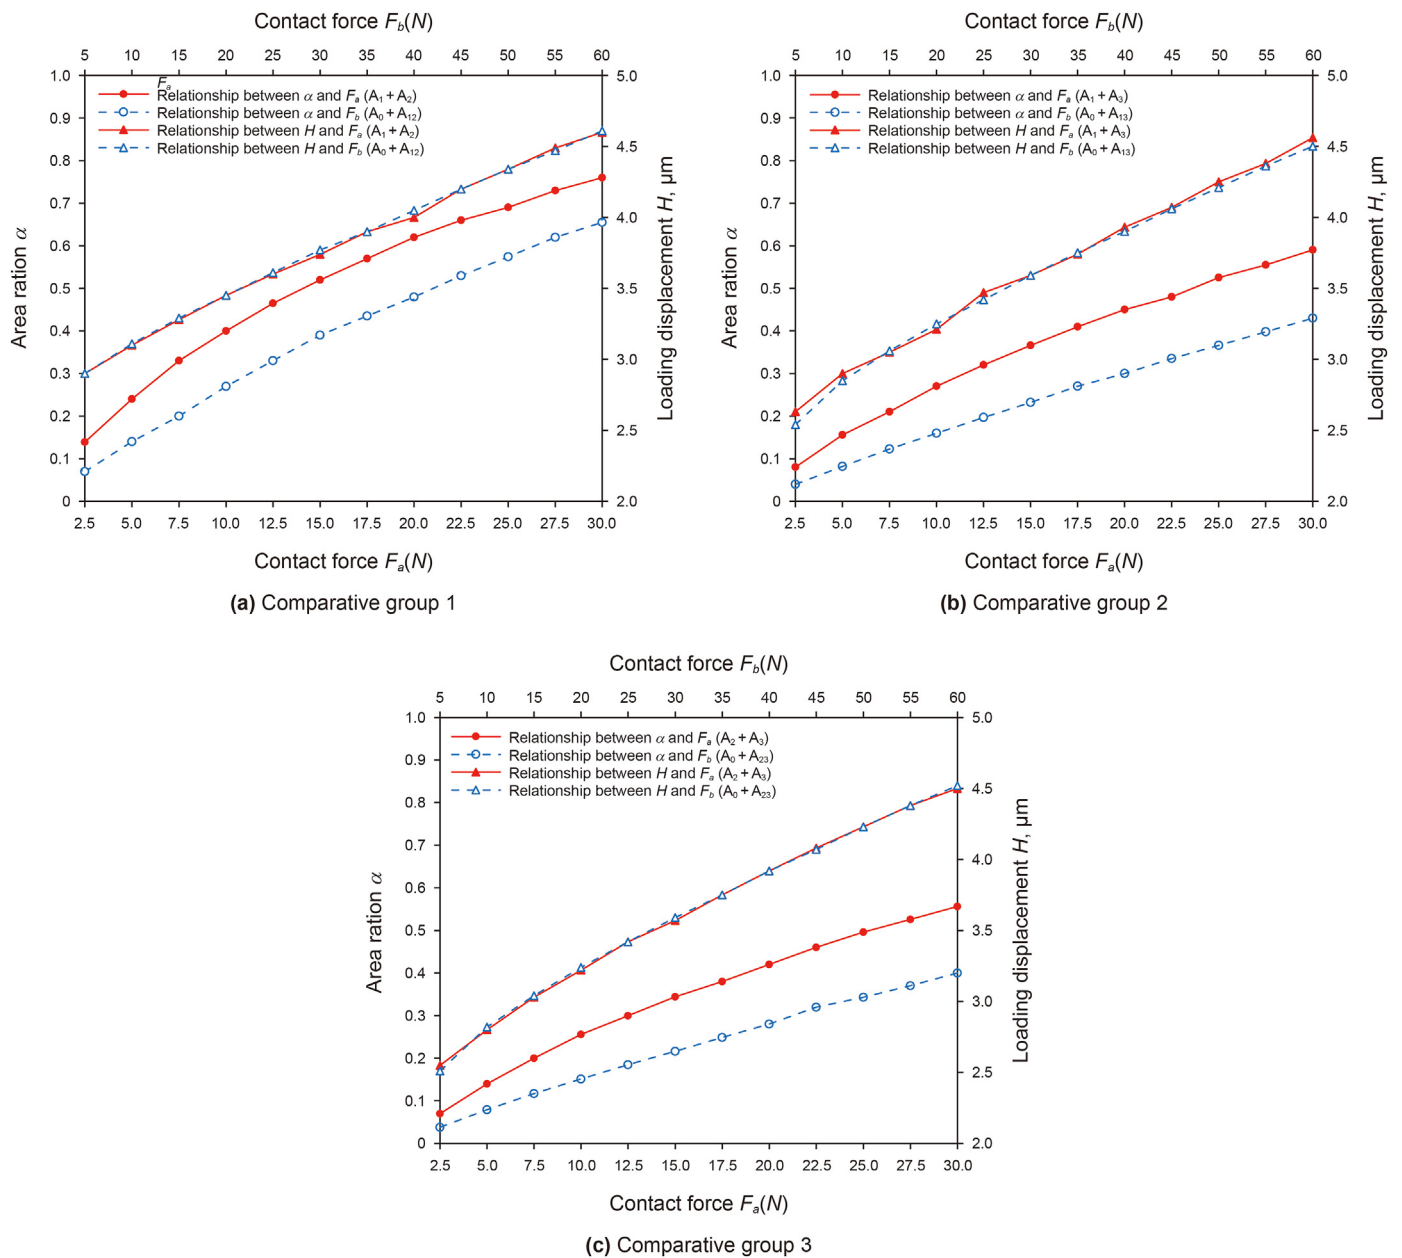 Contact force Fb(N)
5 10 15 20 25 30 35 40 45 50 55 60
1.0 0.9 0.8 0.7 0.6 0.5 0.4 0.3 0.2 0.1 0
Area ration α
Fa
Relationship between α and Fa (A1 + A2)
Relationship between α and Fb (A0 + A12)
Relationship between H and Fa (A1 + A2)
Relationship between H and Fb (A0 + A12)
5.0 4.5 4.0 3.5 3.0 2.5 2.0
Loading displacement H, μm
2.5 5.0 7.5 10.0 12.5 15.0 17.5 20.0 22.5 25.0 27.5 30.0
Contact force Fa(N)
(a) Comparative group 1
Contact force Fb(N)
5 10 15 20 25 30 35 40 45 50 55 60
1.0 0.9 0.8 0.7 0.6 0.5 0.4 0.3 0.2 0.1 0
Area ration α
Relationship between α and Fa (A1 + A3)
Relationship between α and Fb (A0 + A13)
Relationship between H and Fa (A1 + A3)
Relationship between H and Fb (A0 + A13)
5.0 4.5 4.0 3.5 3.0 2.5 2.0
Loading displacement H, μm
2.5 5.0 7.5 10.0 12.5 15.0 17.5 20.0 22.5 25.0 27.5 30.0
Contact force Fa(N)
(b) Comparative group 2
Contact force Fb(N)
5 10 15 20 25 30 35 40 45 50 55 60
1.0 0.9 0.8 0.7 0.6 0.5 0.4 0.3 0.2 0.1 0
Area ration α
Relationship between α and Fa (A2 + A3)
Relationship between α and Fb (A0 + A23)
Relationship between H and Fa (A2 + A3)
Relationship between H and Fb (A0 + A23)
5.0 4.5 4.0 3.5 3.0 2.5 2.0
Loading displacement H, μm
2.5 5.0 7.5 10.0 12.5 15.0 17.5 20.0 22.5 25.0 27.5 30.0
Contact force Fa(N)
(c) Comparative group 3